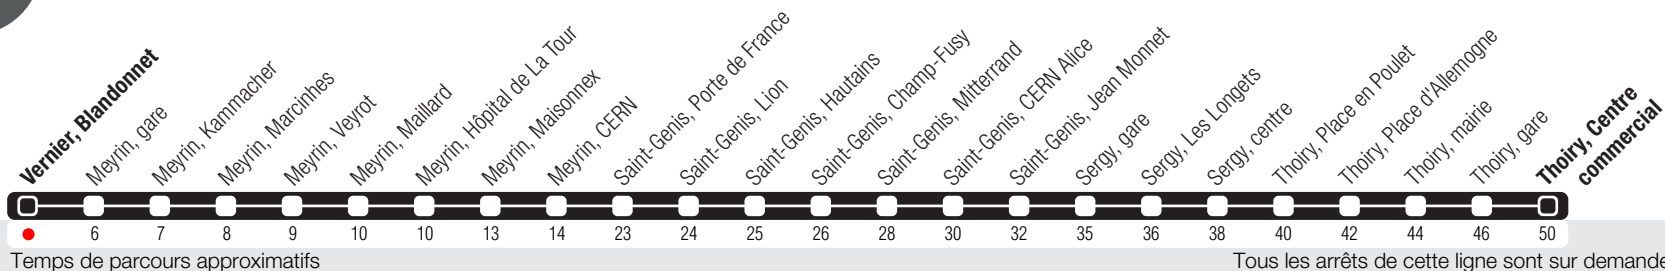 Vernier, Blandonnet
Meyrin, gare
Meyrin, Kammacher
Meyrin, Marcinhes
Meyrin, Veyrot
Meyrin, Maillard
Meyrin, Hôpital de La Tour
Meyrin, Maisonnex
Meyrin, CERN
Saint-Genis, Porte de France
Saint-Genis, Lion
Saint-Genis, Hautains
Saint-Genis, Champ-Fusy
Saint-Genis, Mitterrand
Saint-Genis, CERN Alice
Saint-Genis, Jean Monnet
Sergy, gare
Sergy, Les Longets
Sergy, centre
Thoiry, Place en Poulet
Thoiry, Place d'Allemogne
Thoiry, mairie
Thoiry, gare
Thoiry, Centre
commercial
6 7 8 9 10 10 13 14 23 24 25 26 28 30 32 35 36 38 40 42 44 46 50
Temps de parcours approximatifs
Tous les arrêts de cette ligne sont sur demande